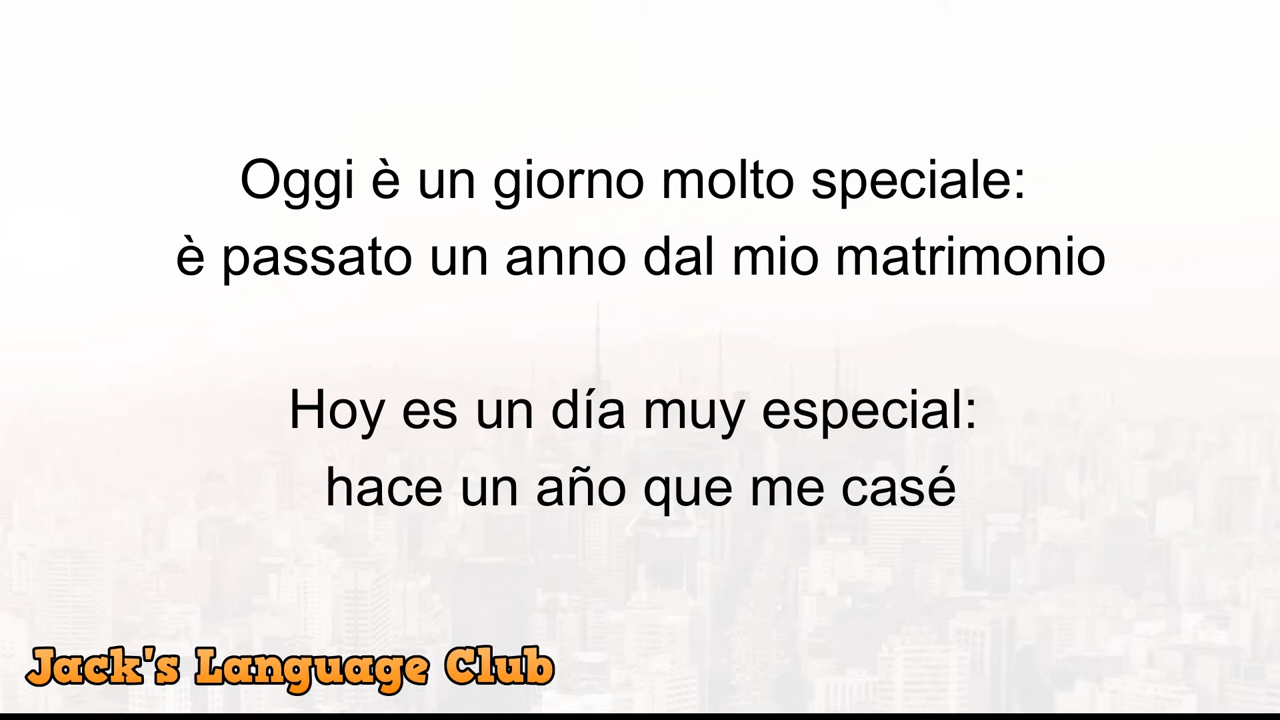 Oggi è un giorno molto speciale:
è passato un anno dal mio matrimonio
Hoy es un día muy especial:
hace un año que me casé
Jack's Language Club